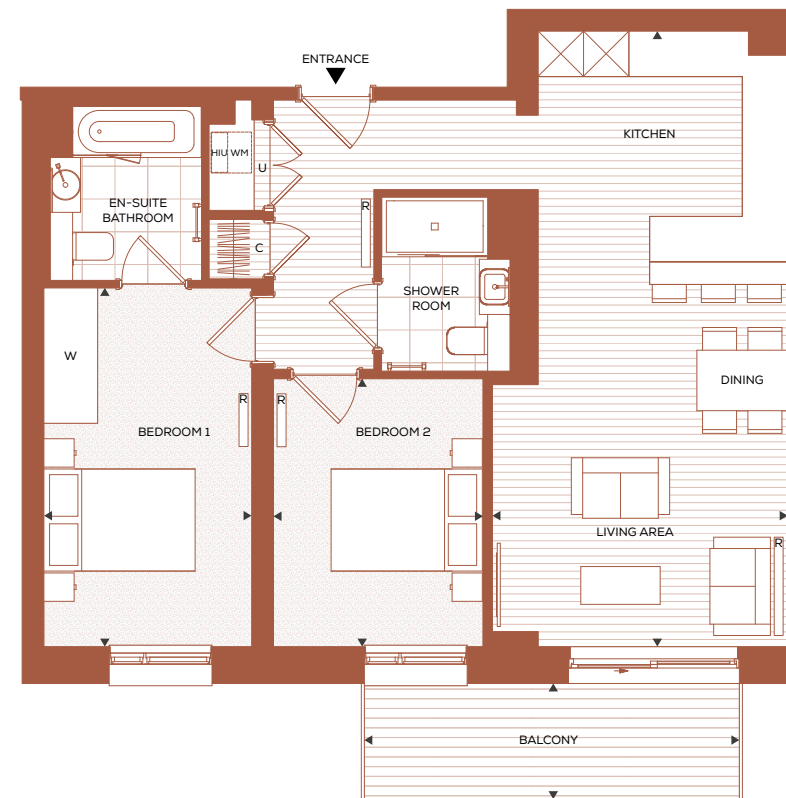 ENTRANCE
KITCHEN
HIU WM
U
EN-SUITE
BATHROOM
R
C
SHOWER
ROOM
W
DINING
R
R
BEDROOM 1
BEDROOM 2
LIVING AREA
R
BALCONY